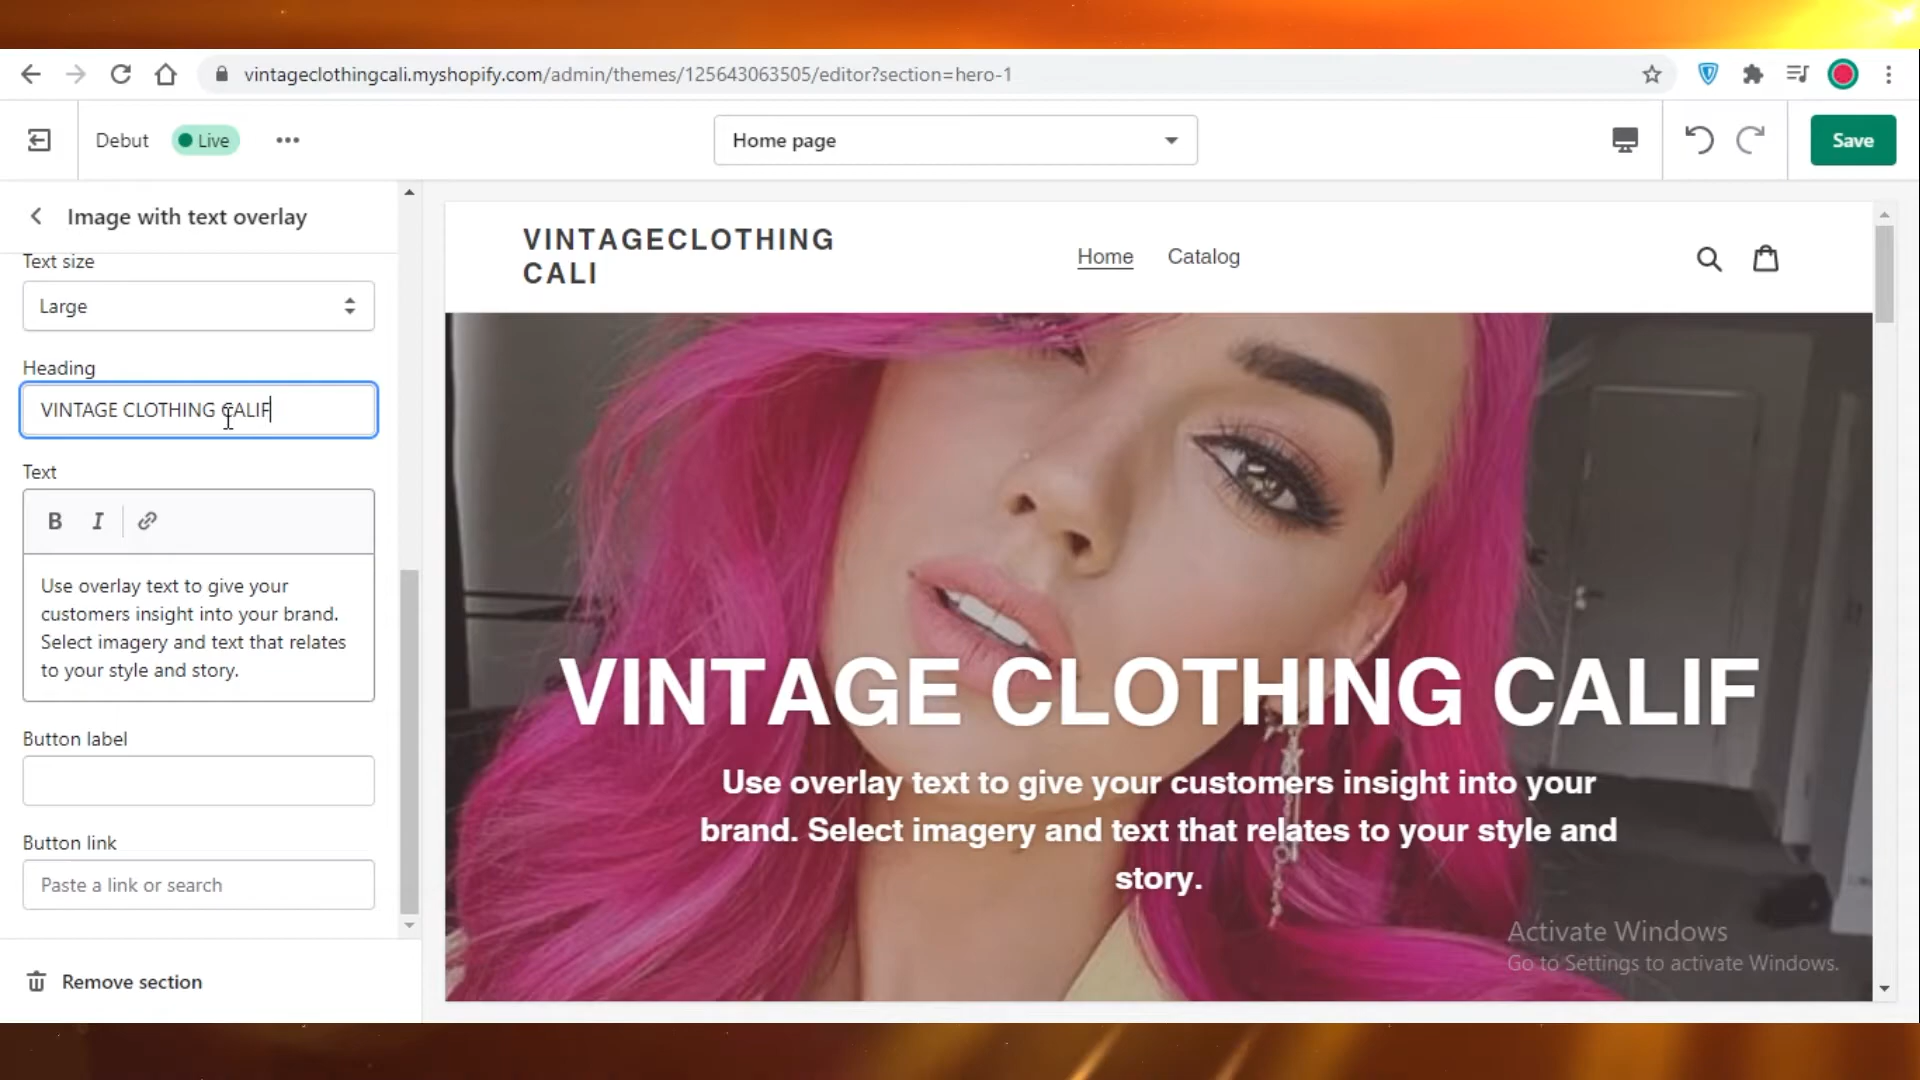 vintageclothingcali.myshopify.com/admin/themes/125643063505/editor?section=hero-1
Debut
Live
Home page
Save
Image with text overlay
Text size
Large
Heading
VINTAGE CLOTHING CALIF
Text
B I
Use overlay text to give your
customers insight into your brand.
Select imagery and text that relates
to your style and story.
Button label
Button link
Paste a link or search
Remove section
VINTAGECLOTHING
CALI
Home
Catalog
VINTAGE CLOTHING CALIF
Use overlay text to give your customers insight into your
brand. Select imagery and text that relates to your style and
story.
Activate Windows
Go to Settings to activate Windows.